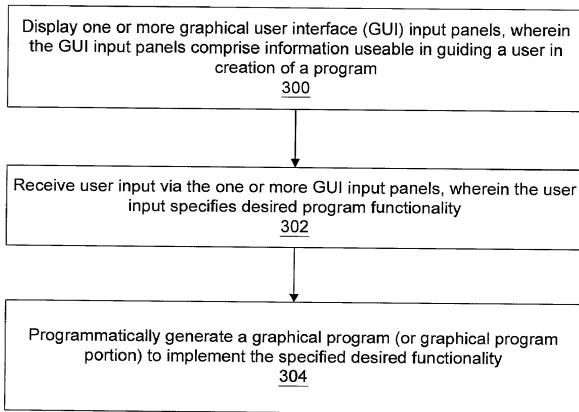 Display one or more graphical user interface (GUI) input panels, wherein
the GUI input panels comprise information useable in guiding a user in
creation of a program
300
Receive user input via the one or more GUI input panels, wherein the user
input specifies desired program functionality
302
Programmatically generate a graphical program (or graphical program
portion) to implement the specified desired functionality
304